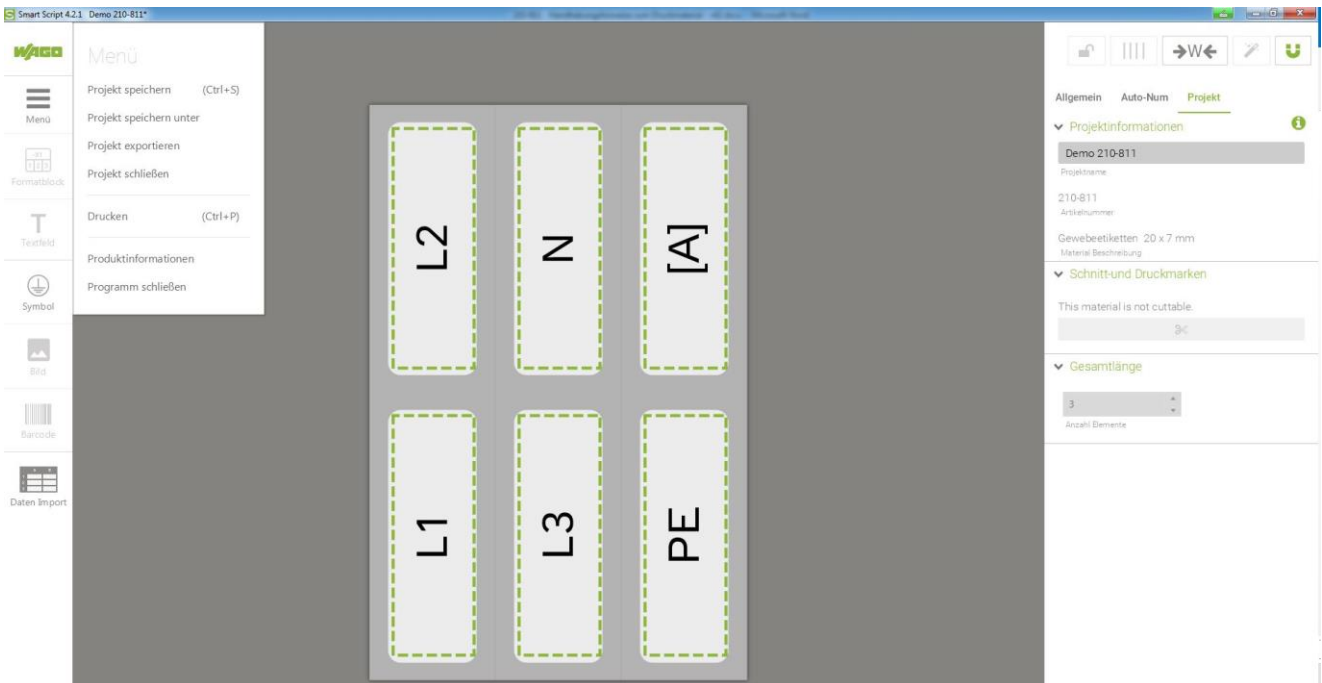 Smart Script 4.2.1 Demo 210-811*
WAGO
Menü
Formatblock
Textfeld
Symbol
Bild
Barcode
Daten Import
Menü
Projekt speichern (Ctrl+S)
Projekt speichern unter
Projekt exportieren
Projekt schließen
Drucken (Ctrl+P)
Produktinformationen
Programm schließen
L2
N
[A]
L1
L3
PE
W
Allgemein Auto-Num Projekt
Projektinformationen
Demo 210-811
Projektname
210-811
Artikelnummer
Gewebeetiketten 20 x 7 mm
Material Beschreibung
Schnitt-und Druckmarken
This material is not cuttable.
Gesamtlänge
3
Anzahl Elemente